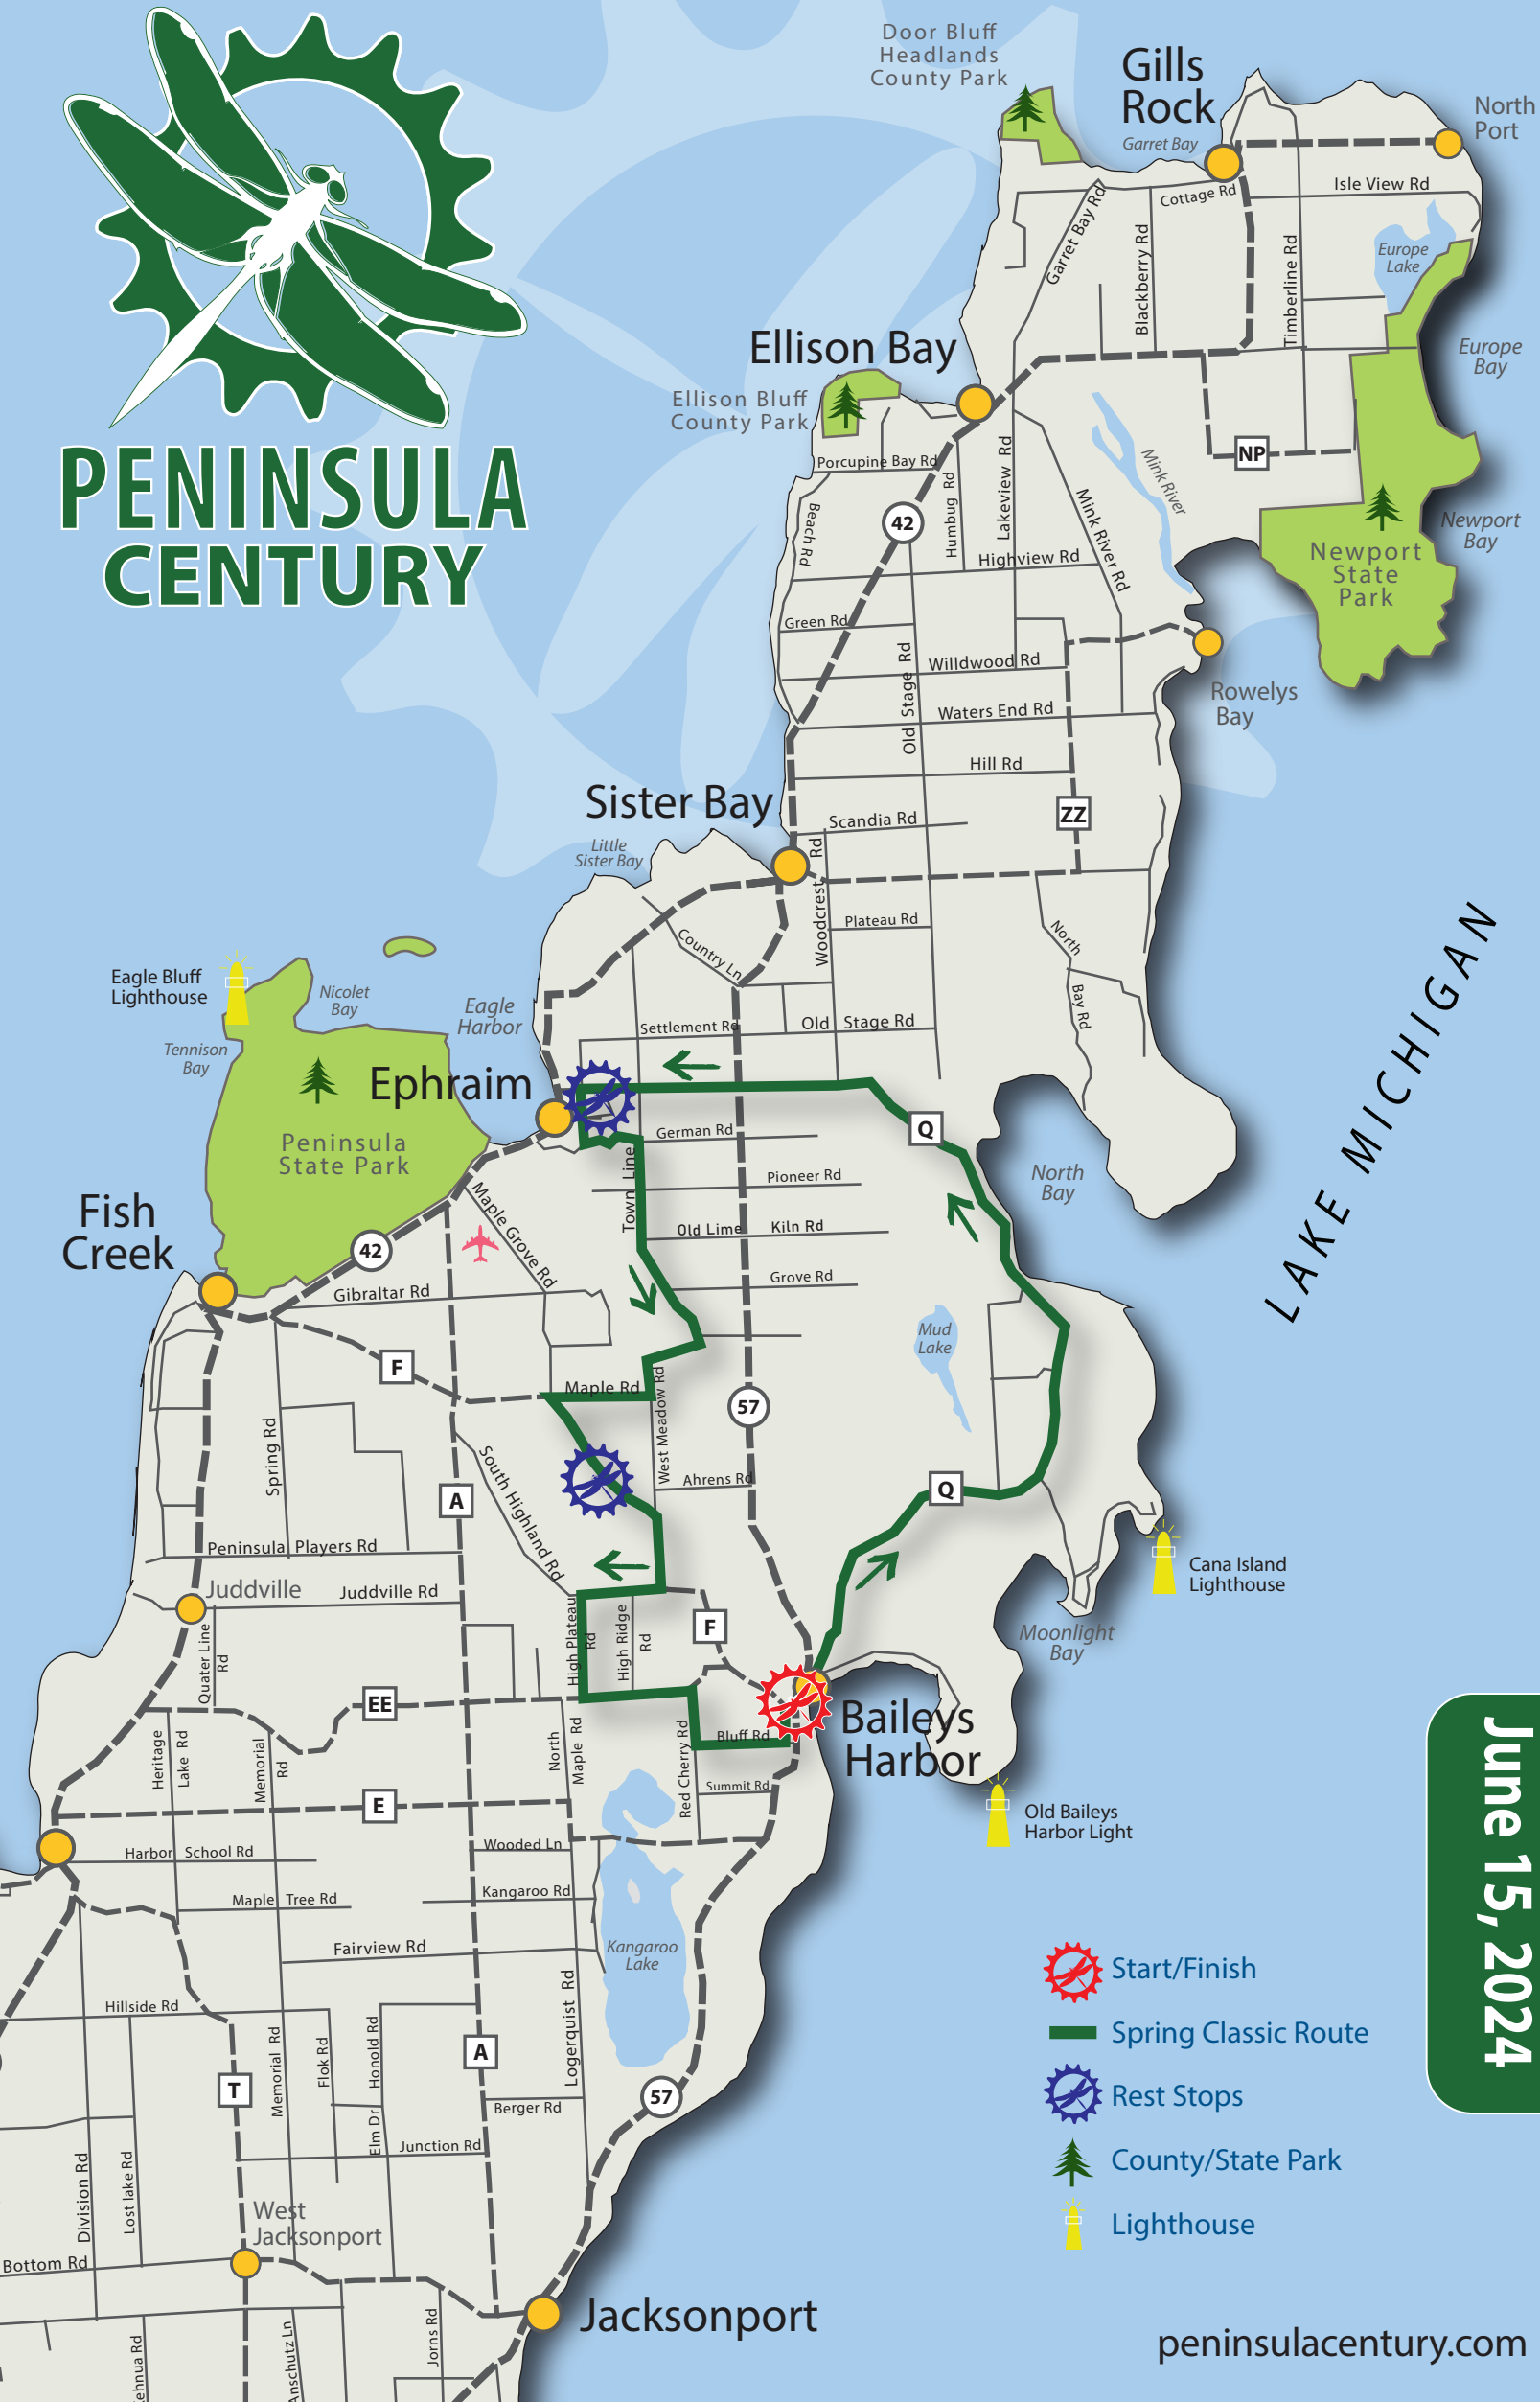 PENINSULA
CENTURY
Door Bluff
Headlands
County Park
Gills
Rock
Garret Bay
North
Port
Isle View Rd
Cottage Rd
Garret Bay Rd
Blackberry Rd
Timberline Rd
Europe
Lake
Europe
Bay
Ellison Bay
Ellison Bluff
County Park
NP
Porcupine Bay Rd
42
Beach Rd
Humbug Rd
Lakeview Rd
Mink River
Mink River Rd
Highview Rd
Newport
Bay
Newport
State
Park
Green Rd
Old Stage Rd
Willdwood Rd
Rowelys
Bay
Waters End Rd
Hill Rd
Sister Bay
ZZ
Scandia Rd
Little
Sister Bay
Woodcrest Rd
Plateau Rd
Country Ln
North
Bay Rd
LAKE MICHIGAN
Eagle Bluff
Lighthouse
Nicolet
Bay
Eagle
Harbor
Tennison
Bay
Settlement Rd
Old Stage Rd
Ephraim
Q
German Rd
Peninsula
State Park
Town Line
Pioneer Rd
North
Bay
Fish
Creek
Maple Grove Rd
Old Lime Kiln Rd
42
Grove Rd
Gibraltar Rd
Mud
Lake
F
Maple Rd
West Meadow Rd
57
Spring Rd
South Highland Rd
Ahrens Rd
Q
A
Peninsula Players Rd
Cana Island
Lighthouse
Juddville
Juddville Rd
High Plateau
Rd
High Ridge
Rd
F
Moonlight
Bay
Quater Line
Rd
EE
Baileys
Harbor
Heritage
Lake Rd
Memorial
Rd
North
Maple Rd
Red Cherry Rd
Bluff Rd
Summit Rd
E
Old Baileys
Harbor Light
Harbor School Rd
Wooded Ln
Maple Tree Rd
Kangaroo Rd
Fairview Rd
Kangaroo
Lake
Hillside Rd
Memorial Rd
Flok Rd
Honold Rd
Elm Dr
A
Logerquist Rd
T
57
Berger Rd
Junction Rd
Division Rd
Lost lake Rd
West
Jacksonport
Bottom Rd
Jacksonport
Jorns Rd
Anschutz Ln
ehnua Rd
June 15, 2024
Start/Finish
Spring Classic Route
Rest Stops
County/State Park
Lighthouse
peninsulacentury.com